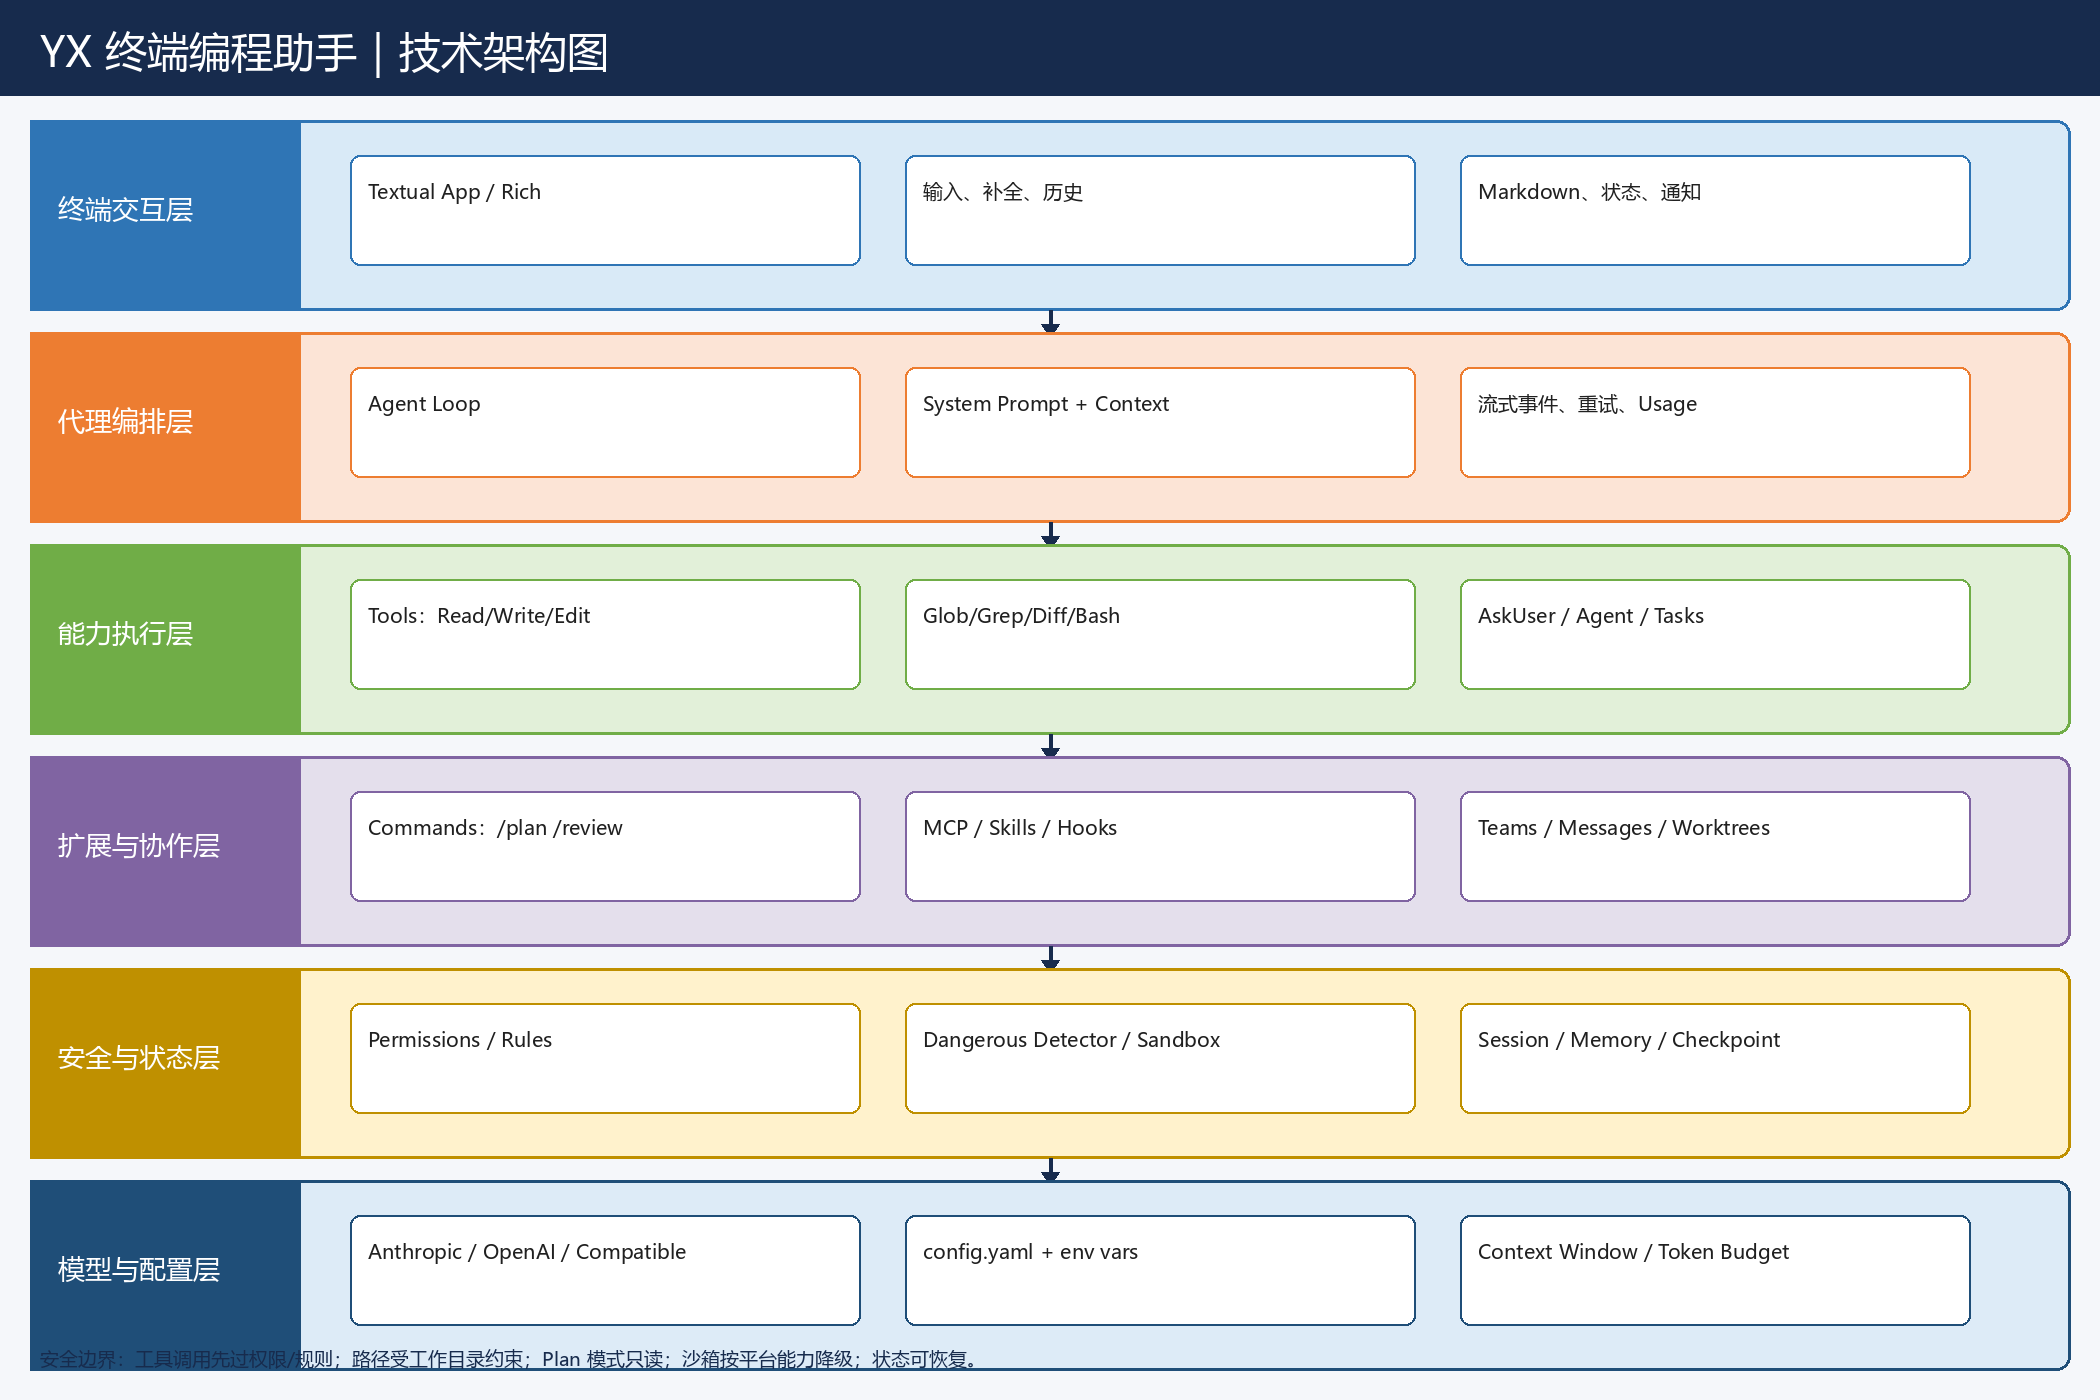 YX 终端编程助手 | 技术架构图
终端交互层
Textual App / Rich
输入、补全、历史
Markdown、状态、通知
代理编排层
Agent Loop
System Prompt + Context
流式事件、重试、Usage
能力执行层
Tools：Read/Write/Edit
Glob/Grep/Diff/Bash
AskUser / Agent / Tasks
扩展与协作层
Commands：/plan /review
MCP / Skills / Hooks
Teams / Messages / Worktrees
安全与状态层
Permissions / Rules
Dangerous Detector / Sandbox
Session / Memory / Checkpoint
模型与配置层
Anthropic / OpenAI / Compatible
config.yaml + env vars
Context Window / Token Budget
安全边界：工具调用先过权限/规则；路径受工作目录约束；Plan 模式只读；沙箱按平台能力降级；状态可恢复。